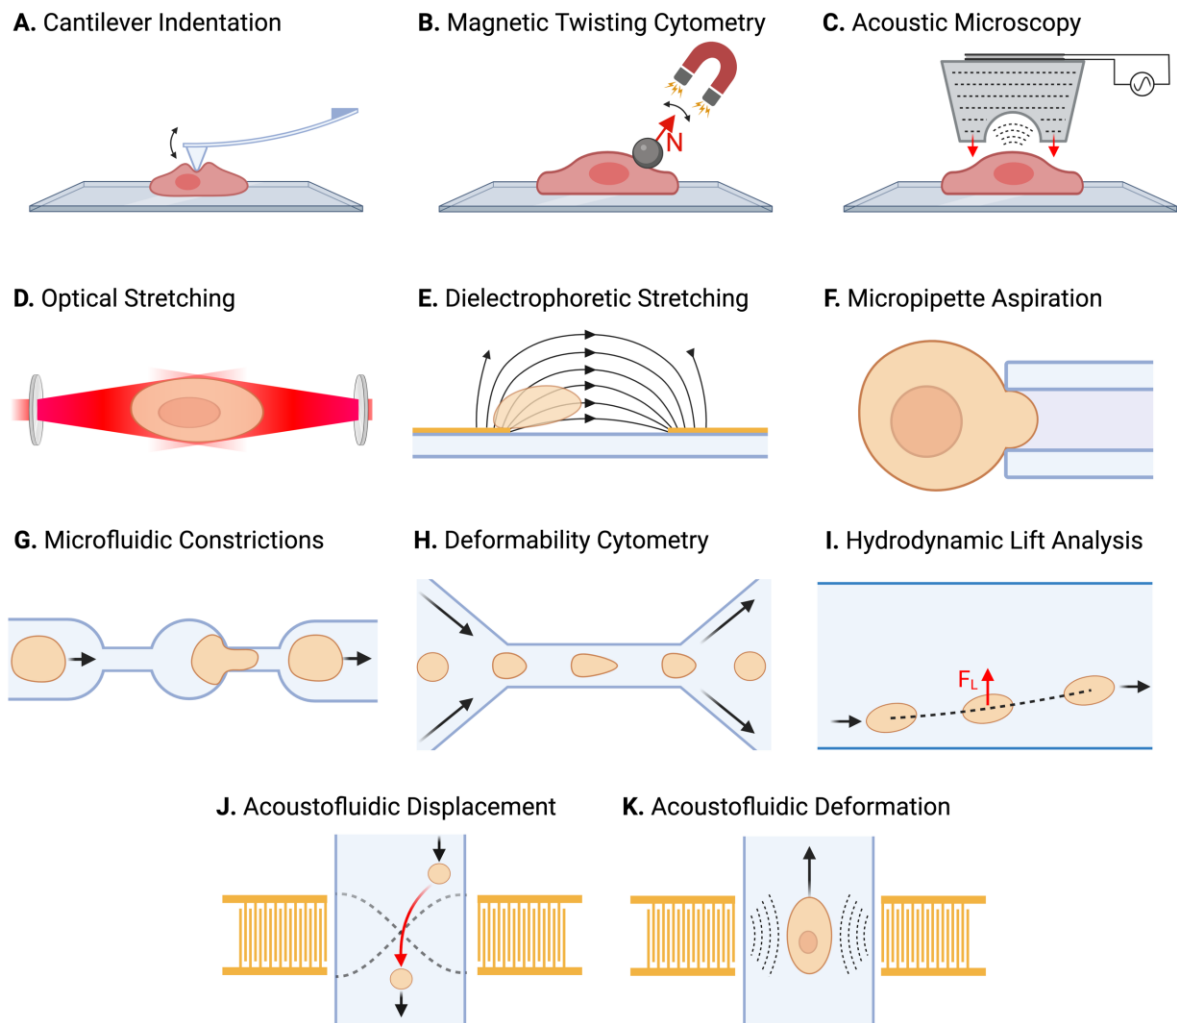 A. Cantilever Indentation
B. Magnetic Twisting Cytometry
C. Acoustic Microscopy
N
D. Optical Stretching
E. Dielectrophoretic Stretching
F. Micropipette Aspiration
G. Microfluidic Constrictions
H. Deformability Cytometry
I. Hydrodynamic Lift Analysis
FL
J. Acoustofluidic Displacement
K. Acoustofluidic Deformation